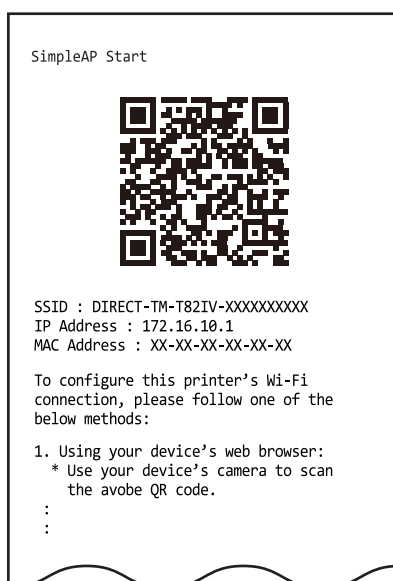 SimpleAP Start
SSID : DIRECT-TM-T82IV-XXXXXXXXXX
IP Address : 172.16.10.1
MAC Address : XX-XX-XX-XX-XX-XX
To configure this printer's Wi-Fi
connection, please follow one of the
below methods:
1. Using your device's web browser:
* Use your device's camera to scan
the avobe QR code.
:
: